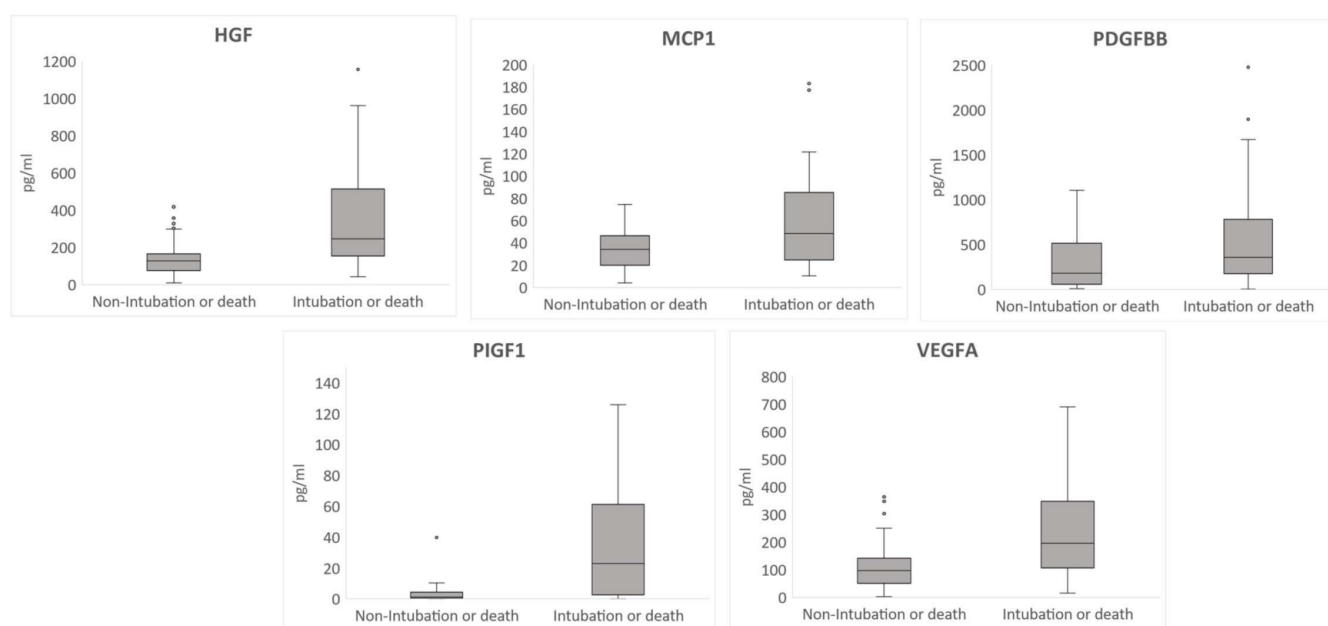 HGF
1200
1000
800
600
400
200
0
pg/ml
Non-Intubation or death Intubation or death
MCP1
200
180
160
140
120
100
80
60
40
20
0
pg/ml
Non-Intubation or death Intubation or death
PDGFBB
2500
2000
1500
1000
500
0
pg/ml
Non-Intubation or death Intubation or death
PIGF1
140
120
100
80
60
40
20
0
pg/ml
Non-Intubation or death Intubation or death
VEGFA
800
700
600
500
400
300
200
100
0
pg/ml
Non-Intubation or death Intubation or death